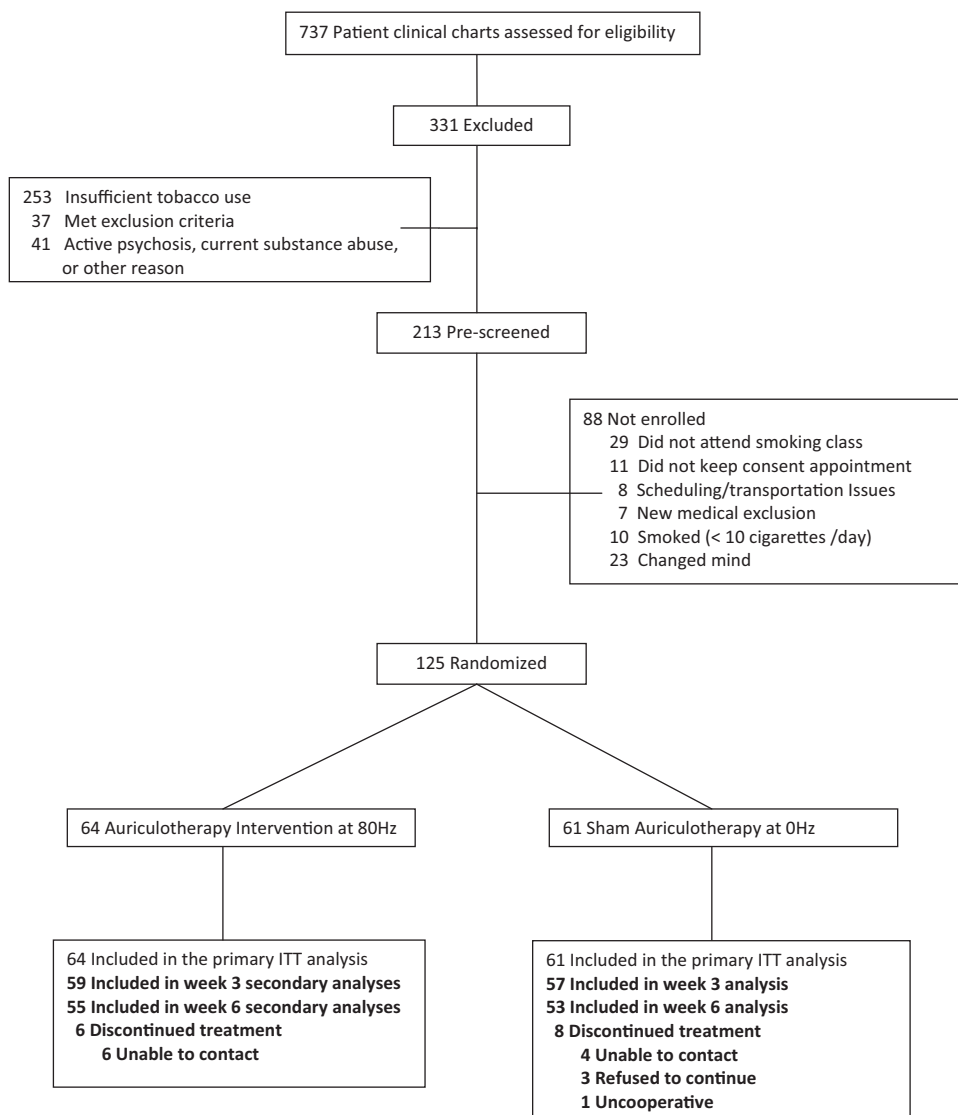 737 Patient clinical charts assessed for eligibility
331 Excluded
253 Insufficient tobacco use
37 Met exclusion criteria
41 Active psychosis, current substance abuse,
or other reason
213 Pre-screened
88 Not enrolled
29 Did not attend smoking class
11 Did not keep consent appointment
8 Scheduling/transportation Issues
7 New medical exclusion
10 Smoked (< 10 cigarettes /day)
23 Changed mind
125 Randomized
64 Auriculotherapy Intervention at 80Hz
61 Sham Auriculotherapy at 0Hz
64 Included in the primary ITT analysis
59 Included in week 3 secondary analyses
55 Included in week 6 secondary analyses
6 Discontinued treatment
6 Unable to contact
61 Included in the primary ITT analysis
57 Included in week 3 analysis
53 Included in week 6 analysis
8 Discontinued treatment
4 Unable to contact
3 Refused to continue
1 Uncooperative